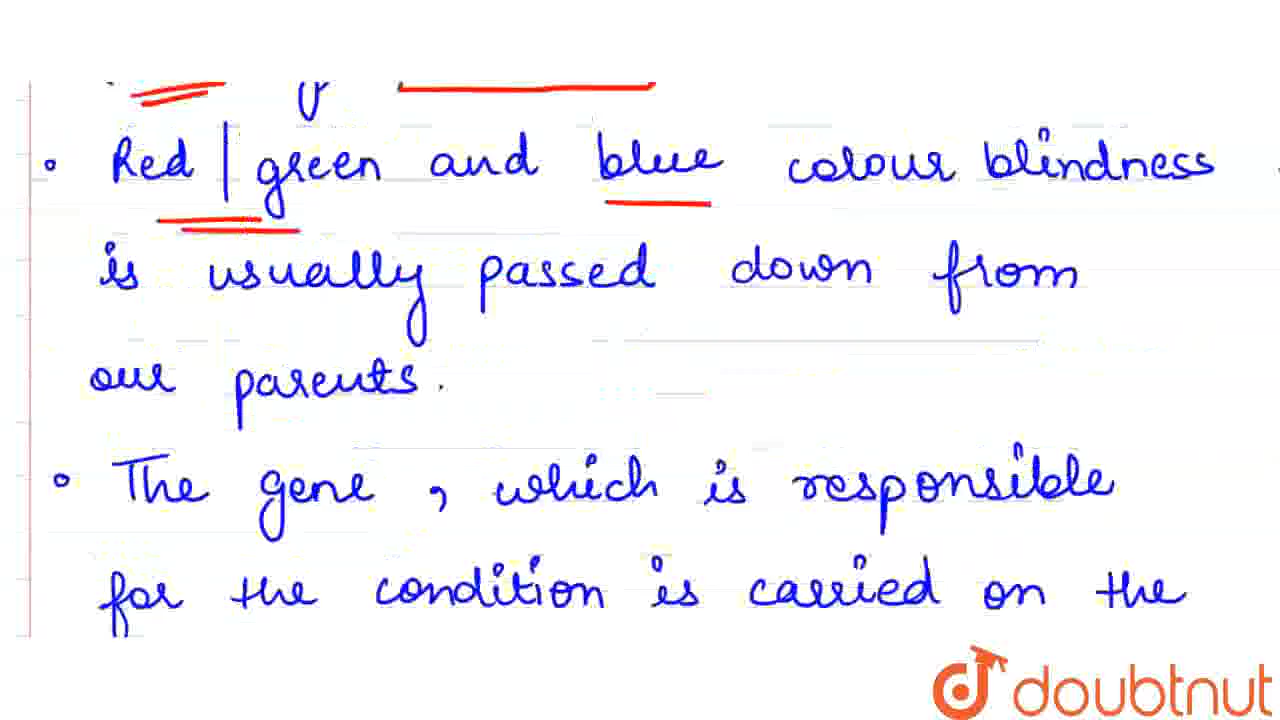 • Red | green and blue colour blindness
is usually passed down from
our parents.
• The gene, which is responsible
for the condition is carried on the
doubtnut